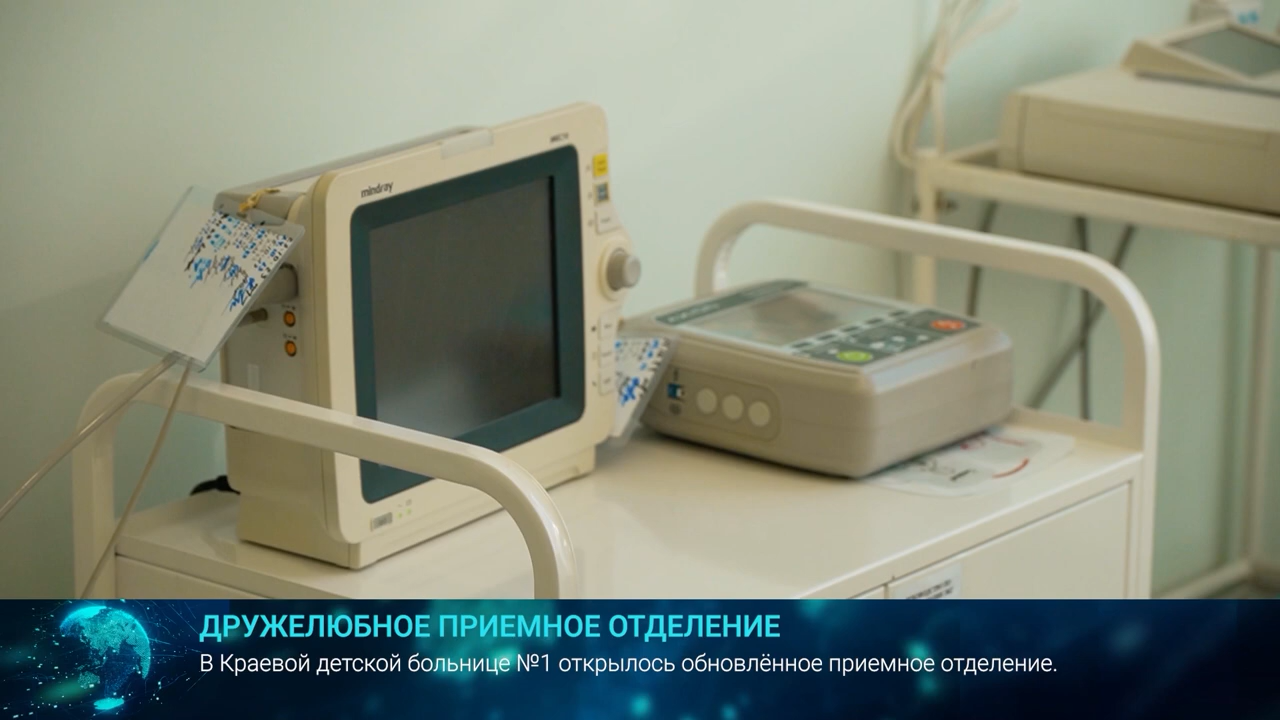 mindray
ДРУЖЕЛЮБНОЕ ПРИЕМНОЕ ОТДЕЛЕНИЕ
В Краевой детской больнице №1 открылось обновлённое приемное отделение.